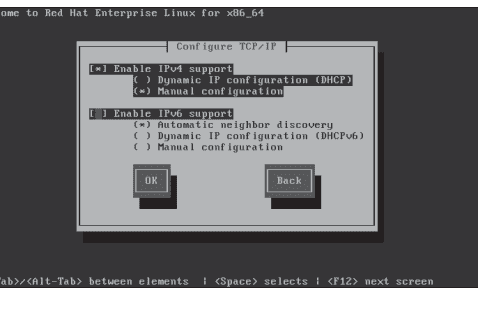 ome to Red Hat Enterprise Linux for x86_64
Configure TCP/IP
[*] Enable IPv4 support
( ) Dynamic IP configuration (DHCP)
(*) Manual configuration
[ ] Enable IPv6 support
(*) Automatic neighbor discovery
( ) Dynamic IP configuration (DHCPv6)
( ) Manual configuration
OK Back
Tab>/<Alt-Tab> between elements | <Space> selects | <F12> next screen